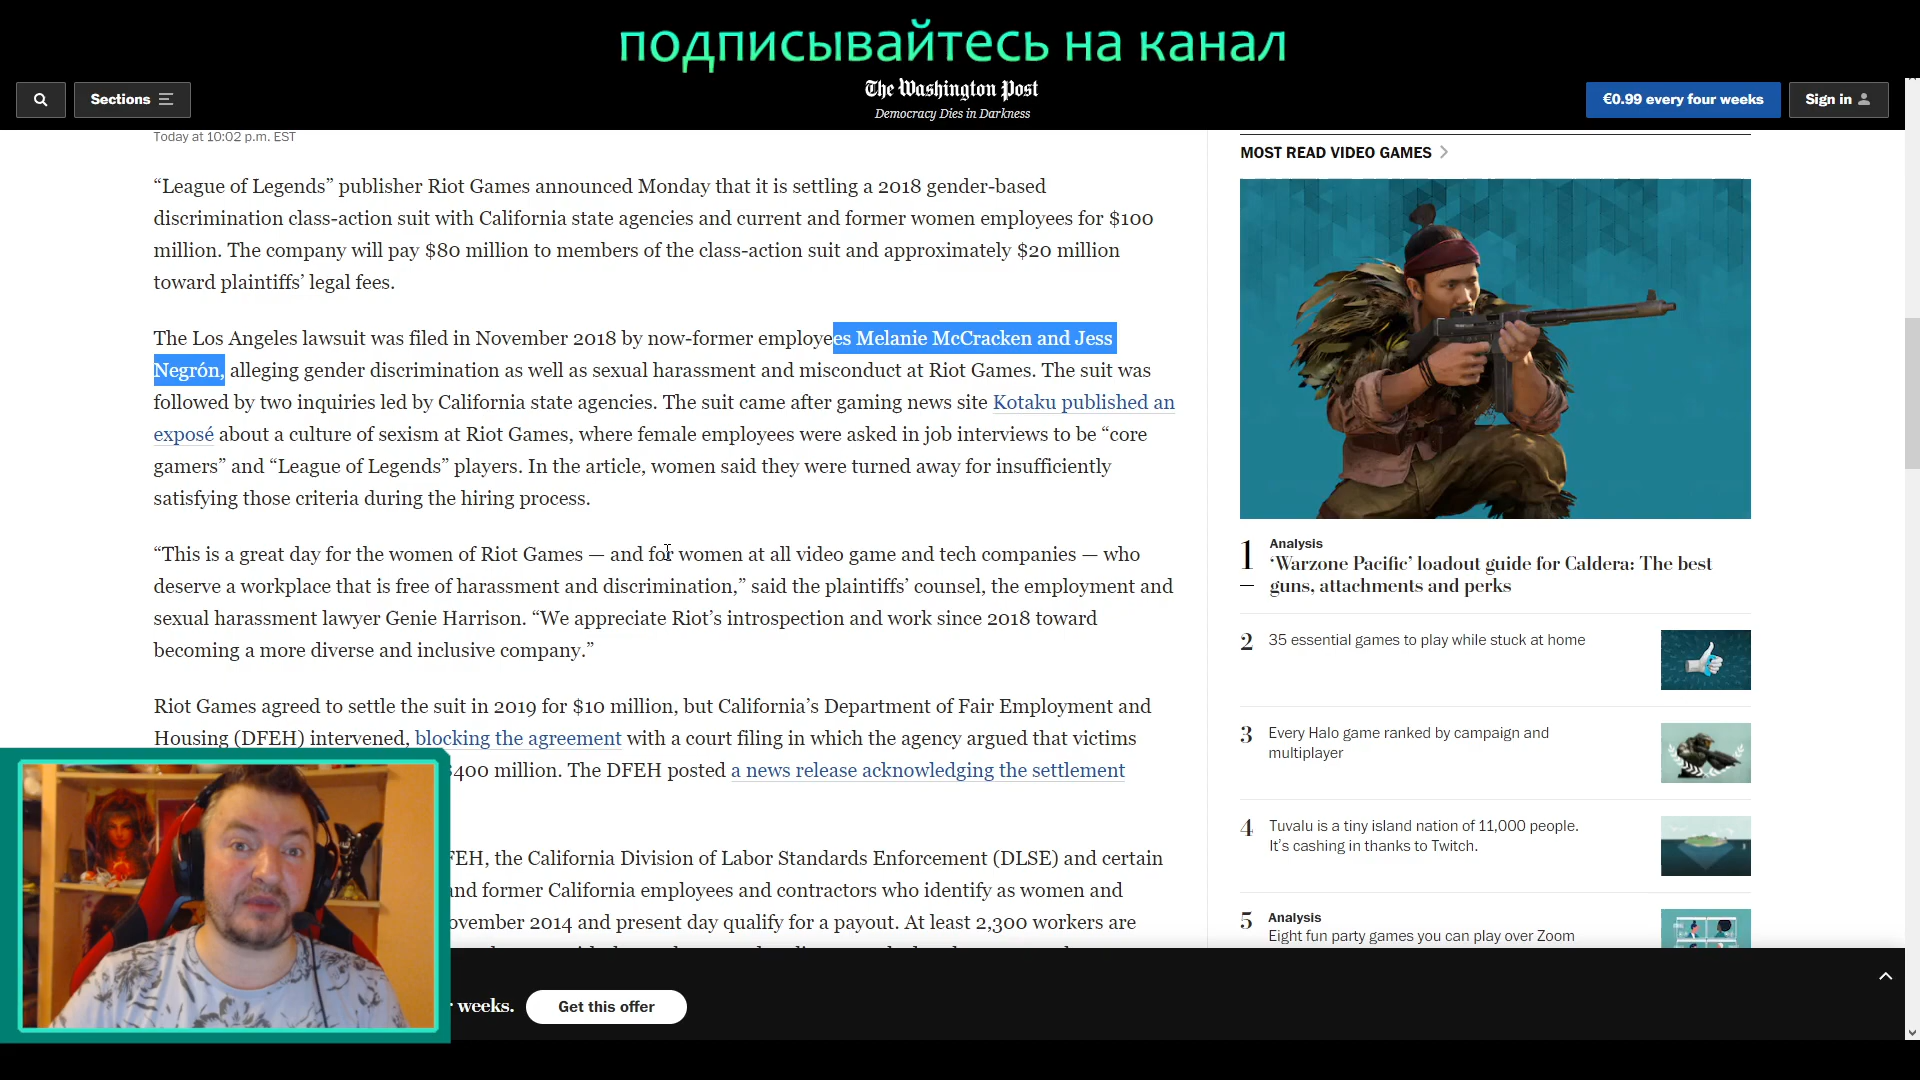 подписывайтесь на канал
Sections
The Washington Post
Democracy Dies in Darkness
€0.99 every four weeks
Sign in
Today at 10:02 p.m. EST
“League of Legends” publisher Riot Games announced Monday that it is settling a 2018 gender-based
discrimination class-action suit with California state agencies and current and former women employees for $100
million. The company will pay $80 million to members of the class-action suit and approximately $20 million
toward plaintiffs’ legal fees.
The Los Angeles lawsuit was filed in November 2018 by now-former employees Melanie McCracken and Jess
Negrón, alleging gender discrimination as well as sexual harassment and misconduct at Riot Games. The suit was
followed by two inquiries led by California state agencies. The suit came after gaming news site Kotaku published an
exposé about a culture of sexism at Riot Games, where female employees were asked in job interviews to be “core
gamers” and “League of Legends” players. In the article, women said they were turned away for insufficiently
satisfying those criteria during the hiring process.
“This is a great day for the women of Riot Games — and for women at all video game and tech companies — who
deserve a workplace that is free of harassment and discrimination,” said the plaintiffs’ counsel, the employment and
sexual harassment lawyer Genie Harrison. “We appreciate Riot’s introspection and work since 2018 toward
becoming a more diverse and inclusive company.”
Riot Games agreed to settle the suit in 2019 for $10 million, but California’s Department of Fair Employment and
Housing (DFEH) intervened, blocking the agreement with a court filing in which the agency argued that victims
$400 million. The DFEH posted a news release acknowledging the settlement
FEH, the California Division of Labor Standards Enforcement (DLSE) and certain
and former California employees and contractors who identify as women and
ovember 2014 and present day qualify for a payout. At least 2,300 workers are
weeks.
Get this offer
MOST READ VIDEO GAMES
1
Analysis
‘Warzone Pacific’ loadout guide for Caldera: The best
guns, attachments and perks
2
35 essential games to play while stuck at home
3
Every Halo game ranked by campaign and
multiplayer
4
Tuvalu is a tiny island nation of 11,000 people.
It’s cashing in thanks to Twitch.
5
Analysis
Eight fun party games you can play over Zoom